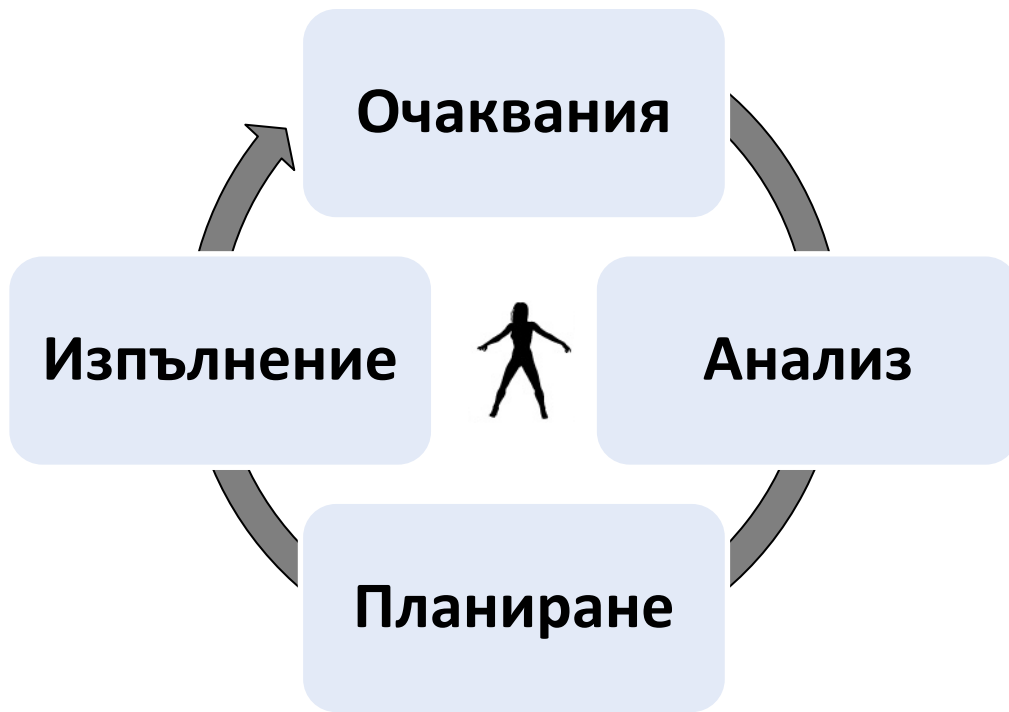 Очаквания
Изпълнение
Анализ
Планиране